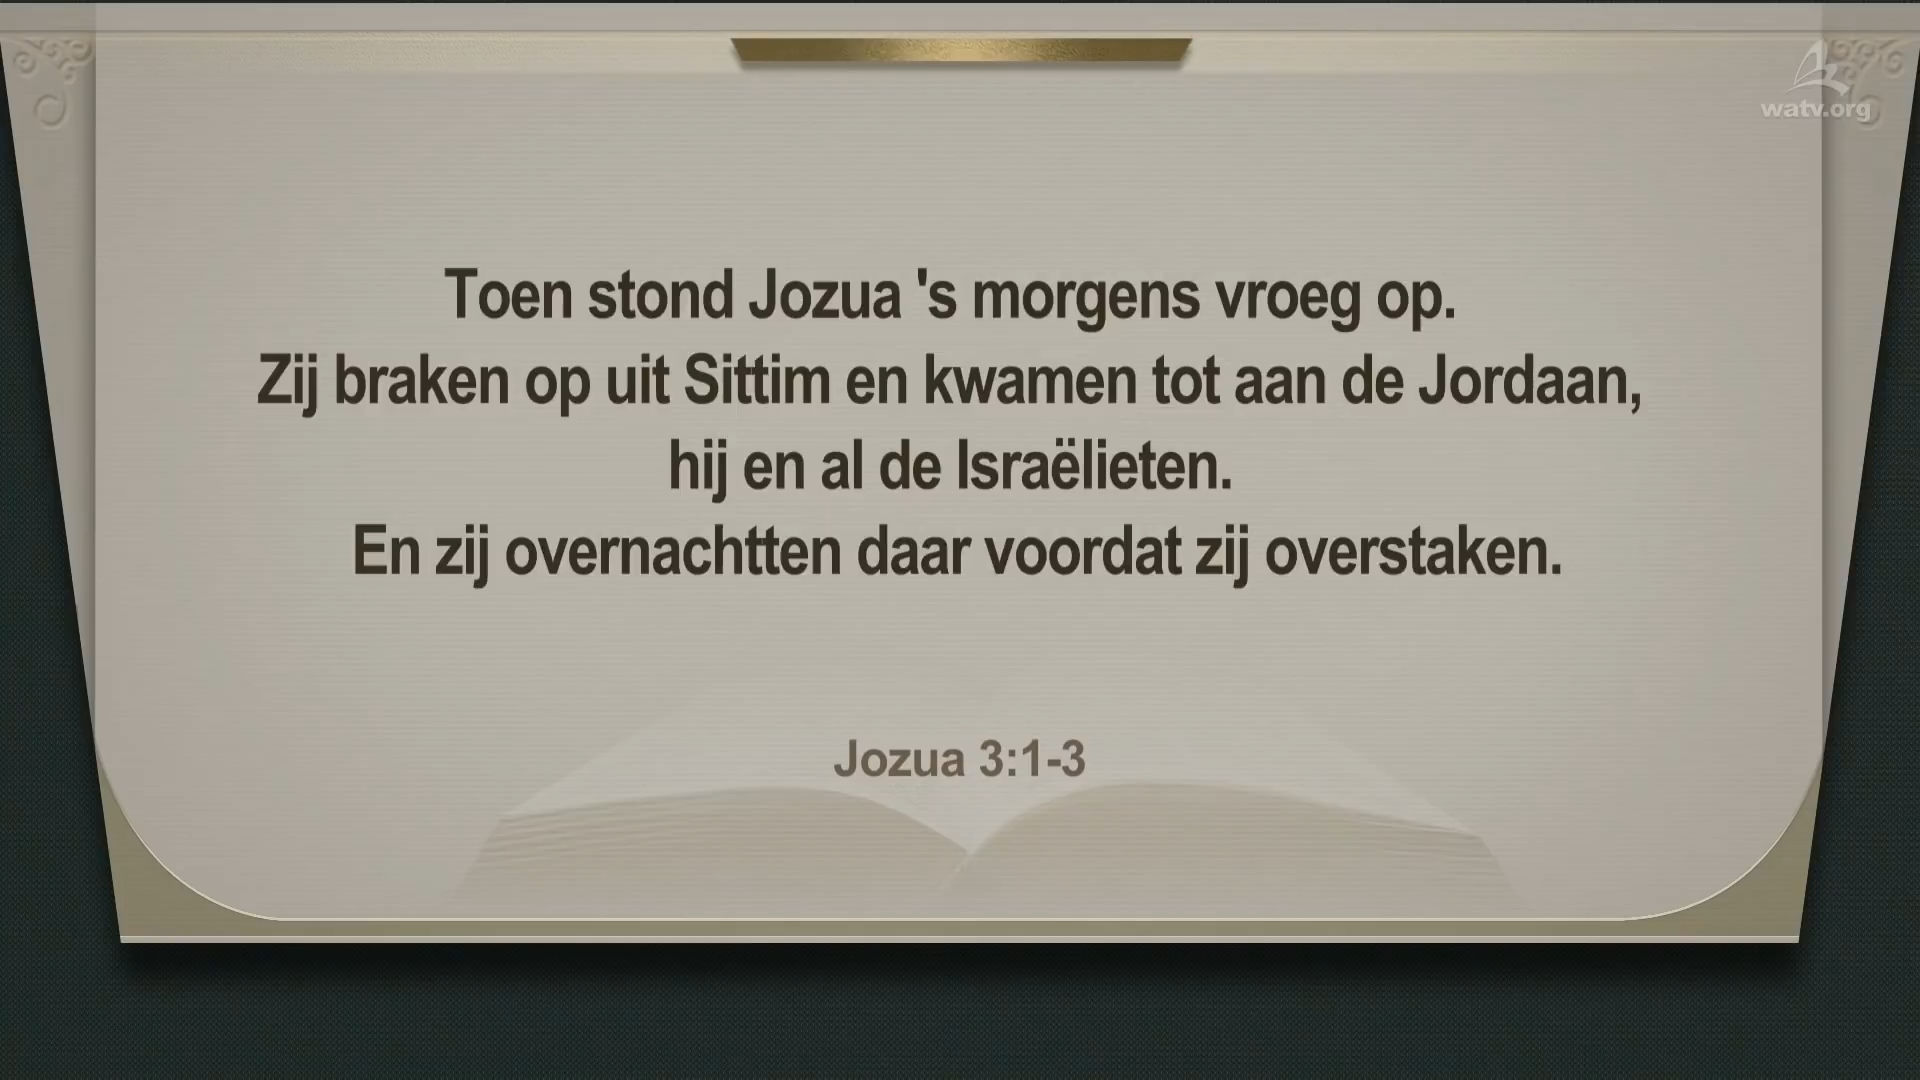 watv.org
Toen stond Jozua 's morgens vroeg op.
Zij braken op uit Sittim en kwamen tot aan de Jordaan,
hij en al de Israëlieten.
En zij overnachtten daar voordat zij overstaken.
Jozua 3:1-3